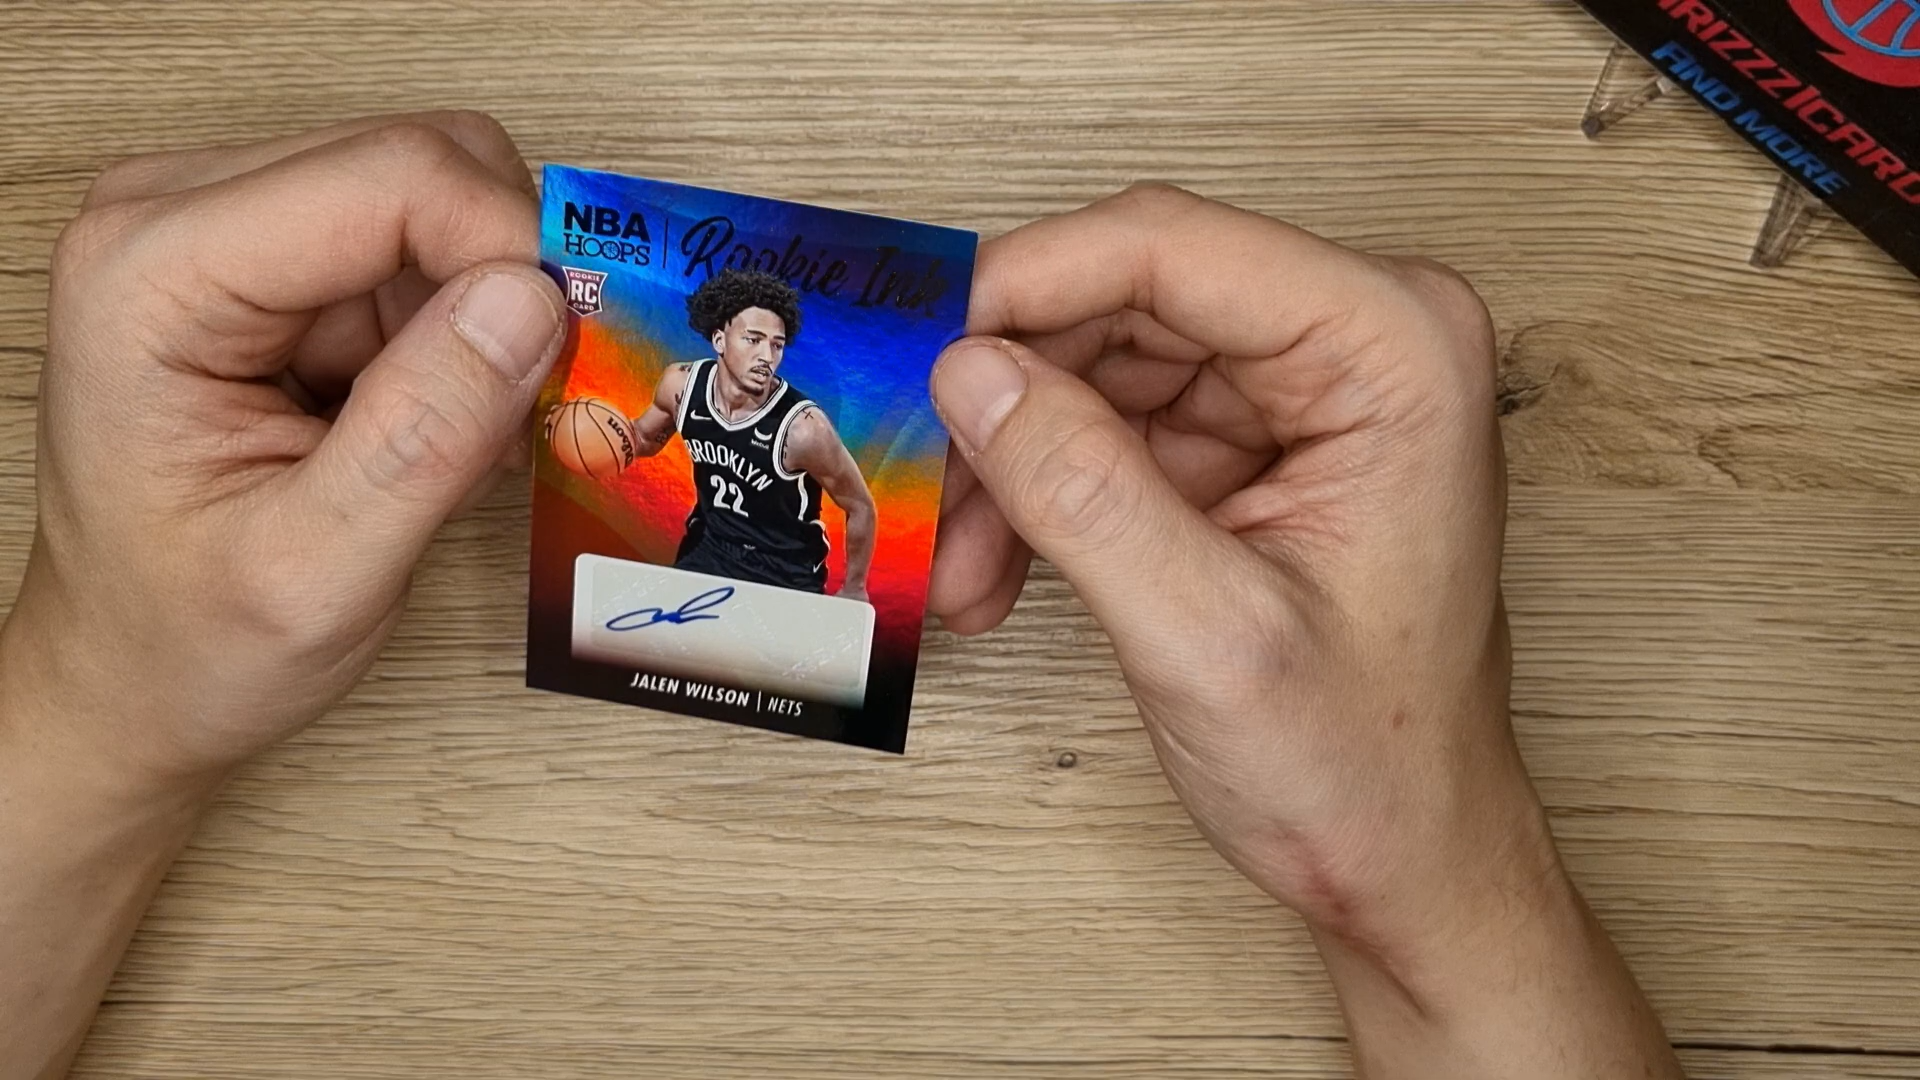 NBA HOOPS | Rookie Ink
ROOKIE
RC
CARD
Wilson
BROOKLYN
22
JALEN WILSON | NETS
AND MORE